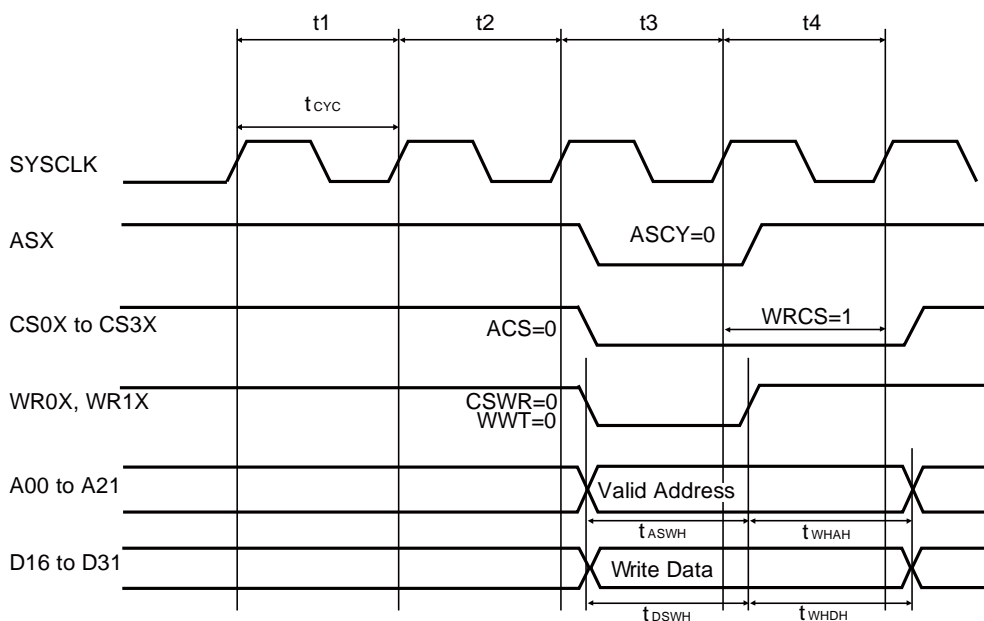 t1 t2 t3 t4
tCYC
SYSCLK
ASX ASCY=0
CS0X to CS3X ACS=0 WRCS=1
WR0X, WR1X CSWR=0
WWT=0
A00 to A21 Valid Address
tASWH tWHAH
D16 to D31 Write Data
tDSWH tWHDH